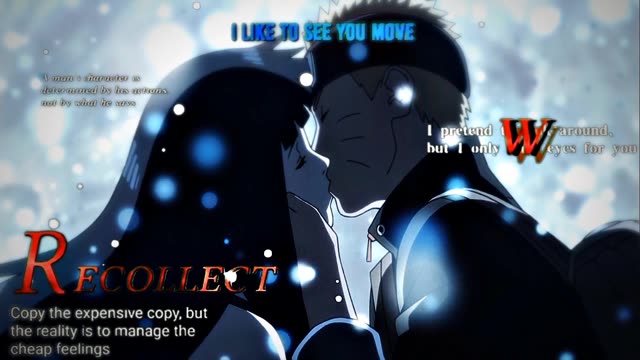 I LIKE TO SEE YOU MOVE
A man's character is
determined by his actions,
not by what he says
I pretend t around,
but I only eyes for you
W
RECOLLECT
Copy the expensive copy, but
the reality is to manage the
cheap feelings